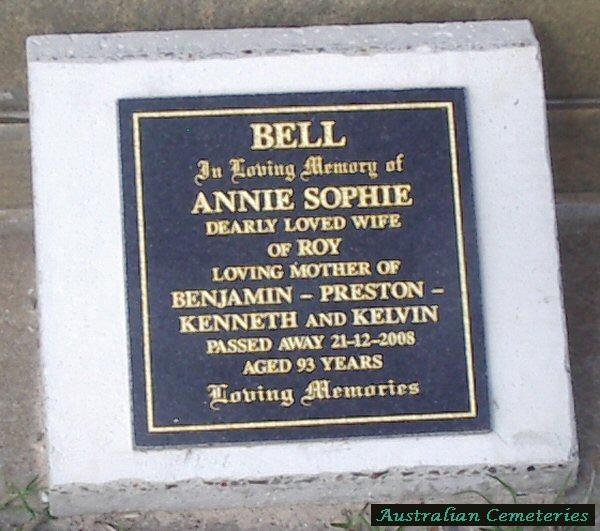 BELL
In Loving Memory of
ANNIE SOPHIE
DEARLY LOVED WIFE
OF ROY
LOVING MOTHER OF
BENJAMIN – PRESTON –
KENNETH AND KELVIN
PASSED AWAY 21-12-2008
AGED 93 YEARS
Loving Memories
Australian Cemeteries